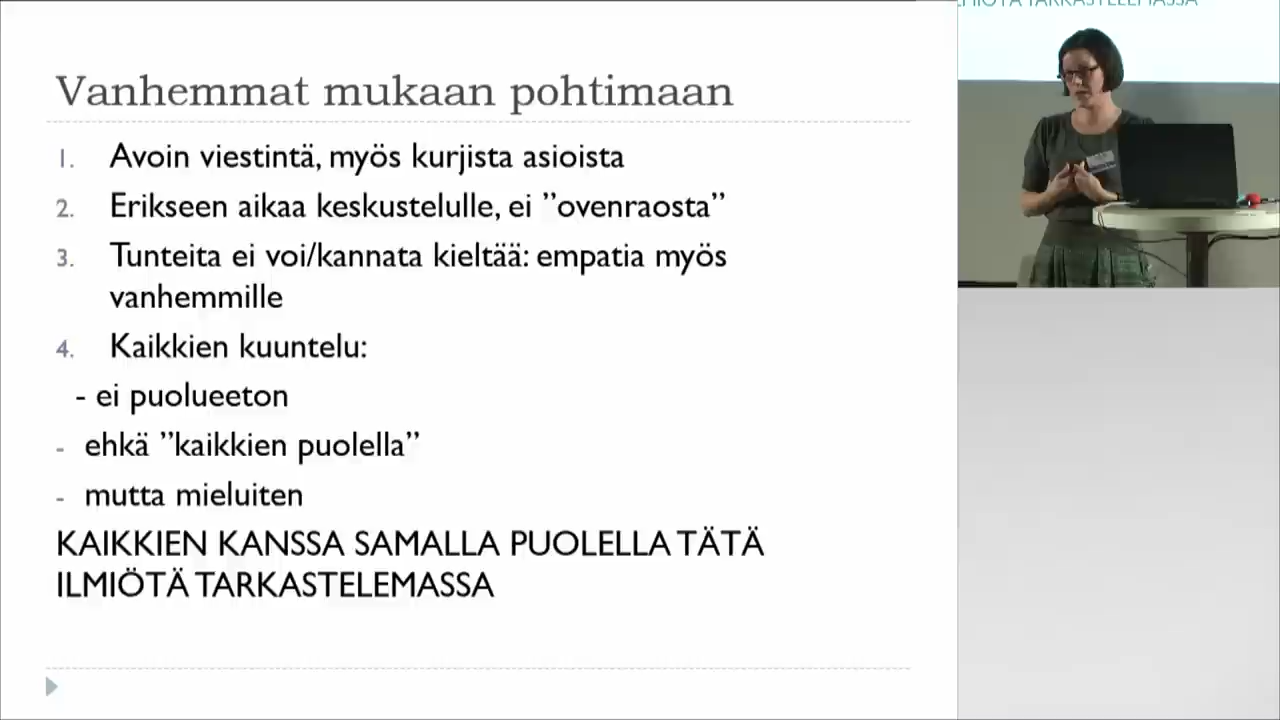 Vanhemmat mukaan pohtimaan
1. Avoin viestintä, myös kurjista asioista
2. Erikseen aikaa keskustelulle, ei ”ovenraosta”
3. Tunteita ei voi/kannata kieltää: empatia myös
vanhemmille
4. Kaikkien kuuntelu:
- ei puolueeton
- ehkä ”kaikkien puolella”
- mutta mieluiten
KAIKKIEN KANSSA SAMALLA PUOLELLA TÄTÄ
ILMIÖTÄ TARKASTELEMASSA
ILMIÖTÄ TARKASTELEMASSA